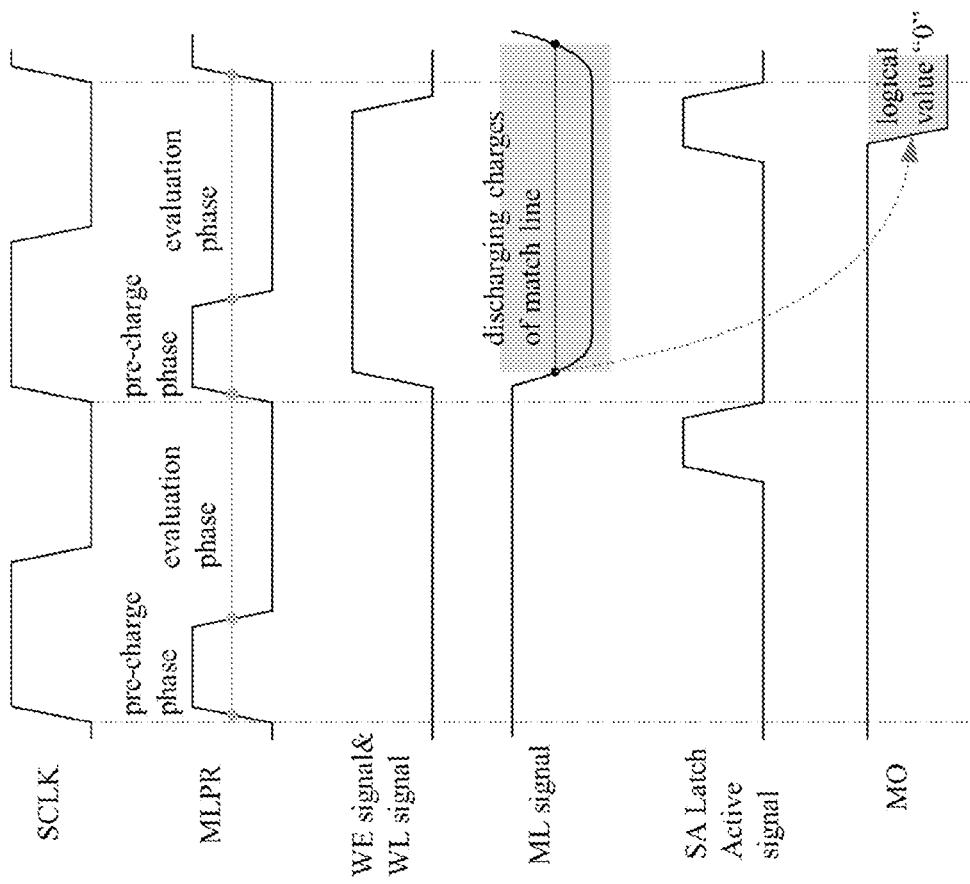 SCLK
pre-charge
phase
evaluation
phase
pre-charge
phase
evaluation
phase
MLPR
WE signal&
WL signal
discharging charges
of match line
ML signal
SA Latch
Active
signal
logical
value “0”
MO